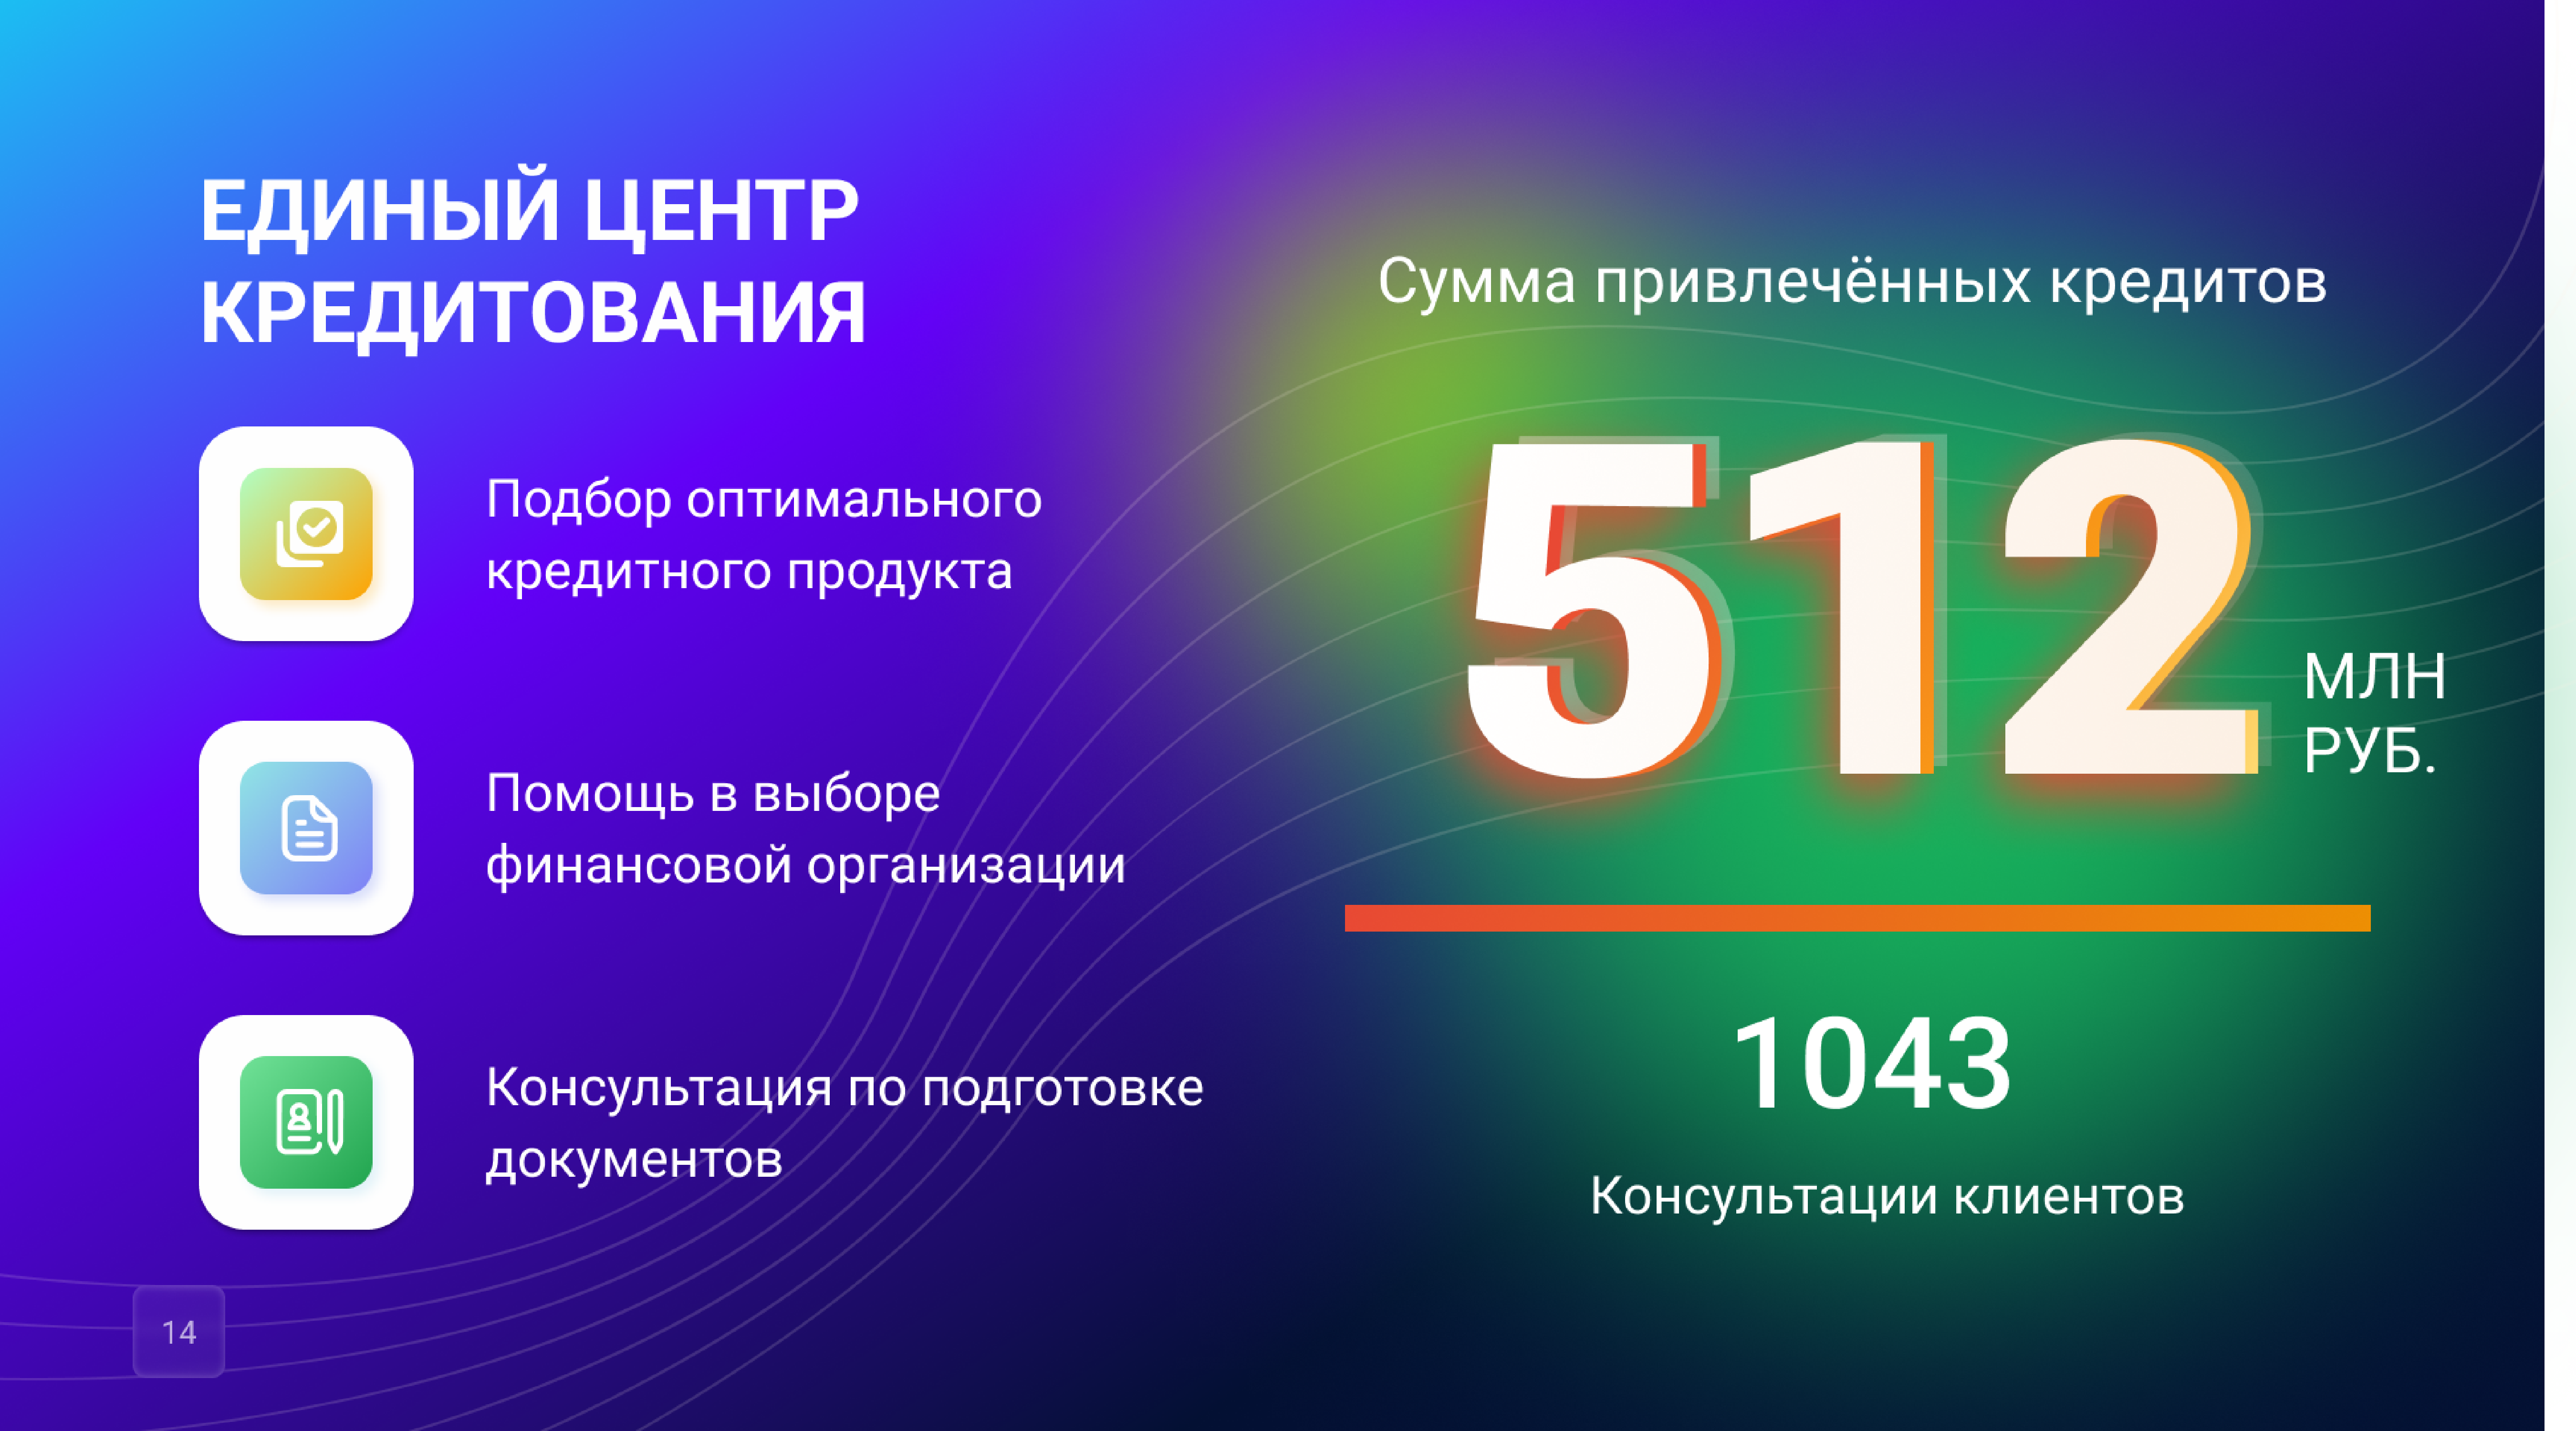 ЕДИНЫЙ ЦЕНТР
КРЕДИТОВАНИЯ
Подбор оптимального
кредитного продукта
Помощь в выборе
финансовой организации
Консультация по подготовке
документов
Сумма привлечённых кредитов
512
МЛН
РУБ.
1043
Консультации клиентов
14